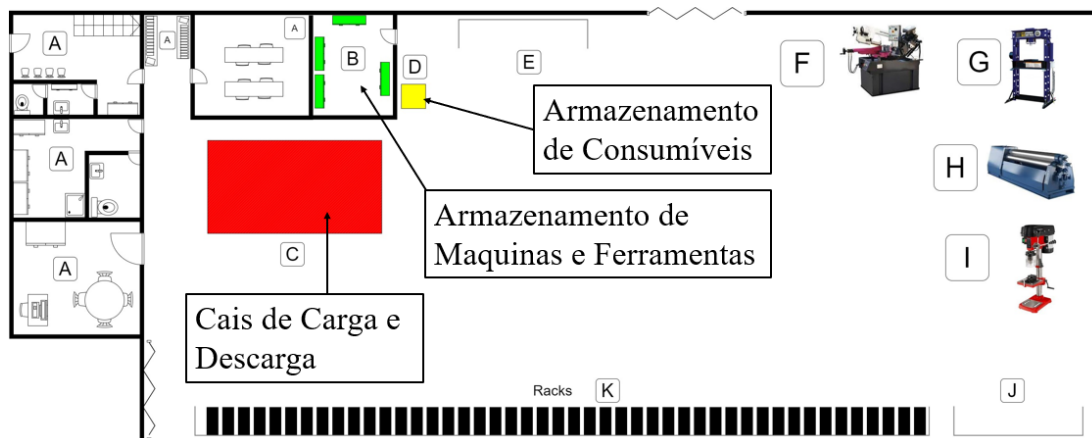 A
A
A
B
D
E
F
G
Armazenamento
de Consumíveis
A
H
Armazenamento de
Maquinas e Ferramentas
C
I
A
Cais de Carga e
Descarga
Racks
K
J